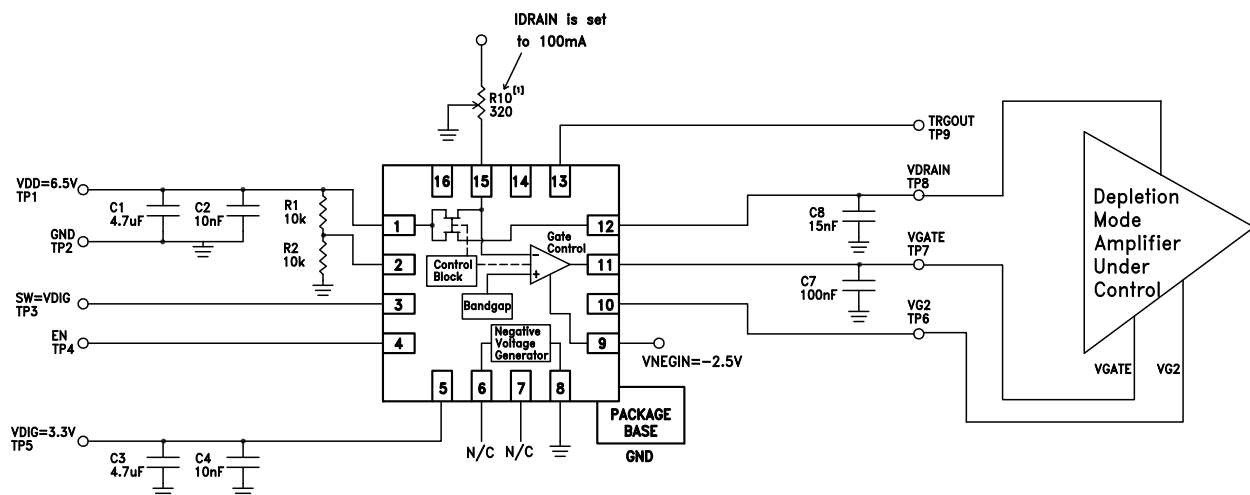 IDRAIN is set
to 100mA
R10[1]
320
TRGOUT
TP9
16
15
14
13
VDD=6.5V
TP1
VDRAIN
TP8
C1
4.7uF
C2
10nF
R1
10k
1
12
C8
15nF
Depletion
Mode
Amplifier
Under
Control
GND
TP2
R2
10k
Gate
Control
VGATE
TP7
2
Control
Block
−
+
11
C7
100nF
SW=VDIG
TP3
3
Bandgap
10
VG2
TP6
EN
TP4
4
Negative
Voltage
Generator
9
VNEGIN=−2.5V
VGATE
VG2
5
6
7
8
PACKAGE
BASE
GND
VDIG=3.3V
TP5
N/C
N/C
C3
4.7uF
C4
10nF